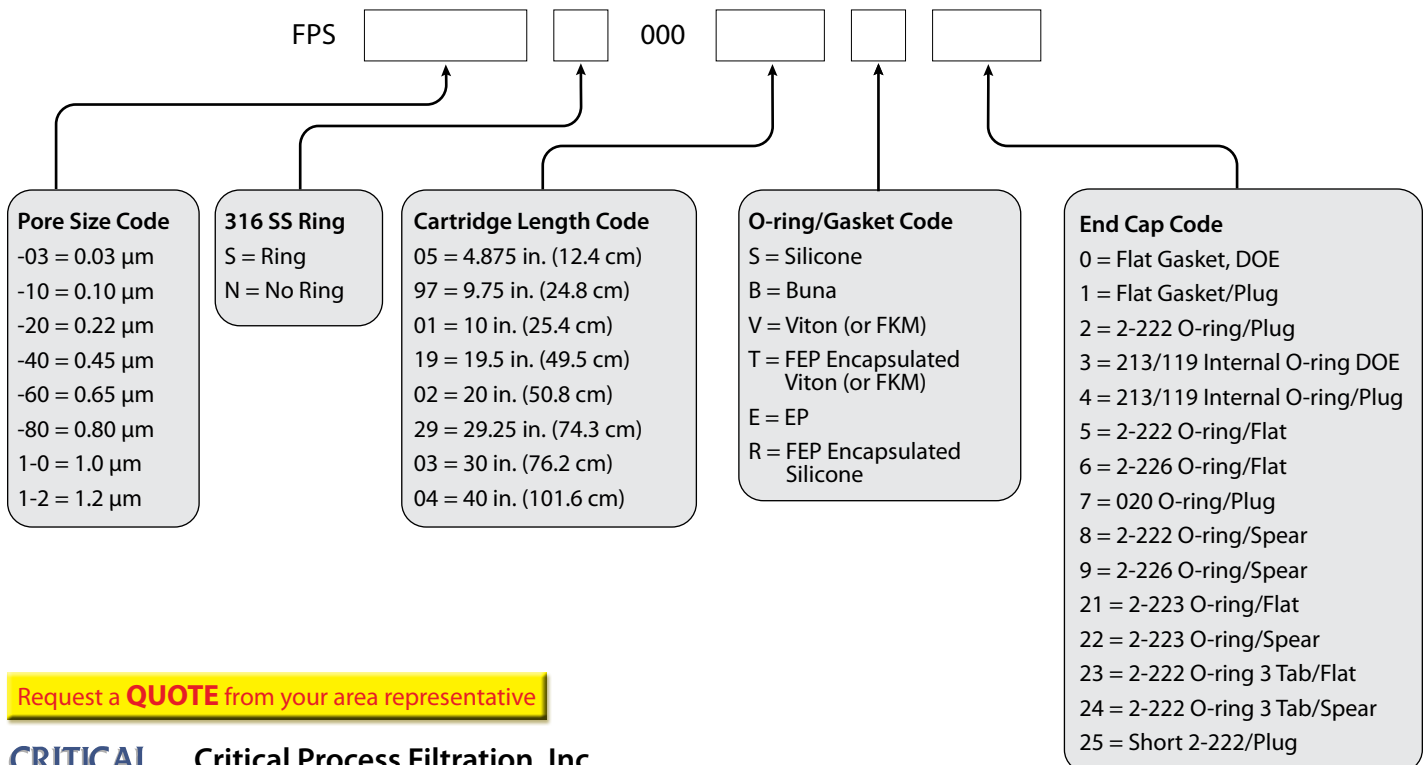 FPS 000
Pore Size Code
-03 = 0.03 µm
-10 = 0.10 µm
-20 = 0.22 µm
-40 = 0.45 µm
-60 = 0.65 µm
-80 = 0.80 µm
1-0 = 1.0 µm
1-2 = 1.2 µm
316 SS Ring
S = Ring
N = No Ring
Cartridge Length Code
05 = 4.875 in. (12.4 cm)
97 = 9.75 in. (24.8 cm)
01 = 10 in. (25.4 cm)
19 = 19.5 in. (49.5 cm)
02 = 20 in. (50.8 cm)
29 = 29.25 in. (74.3 cm)
03 = 30 in. (76.2 cm)
04 = 40 in. (101.6 cm)
O-ring/Gasket Code
S = Silicone
B = Buna
V = Viton (or FKM)
T = FEP Encapsulated
Viton (or FKM)
E = EP
R = FEP Encapsulated
Silicone
End Cap Code
0 = Flat Gasket, DOE
1 = Flat Gasket/Plug
2 = 2-222 O-ring/Plug
3 = 213/119 Internal O-ring DOE
4 = 213/119 Internal O-ring/Plug
5 = 2-222 O-ring/Flat
6 = 2-226 O-ring/Flat
7 = 020 O-ring/Plug
8 = 2-222 O-ring/Spear
9 = 2-226 O-ring/Spear
21 = 2-223 O-ring/Flat
22 = 2-223 O-ring/Spear
23 = 2-222 O-ring 3 Tab/Flat
24 = 2-222 O-ring 3 Tab/Spear
25 = Short 2-222/Plug
Request a QUOTE from your area representative
CRITICAL Critical Process Filtration, Inc